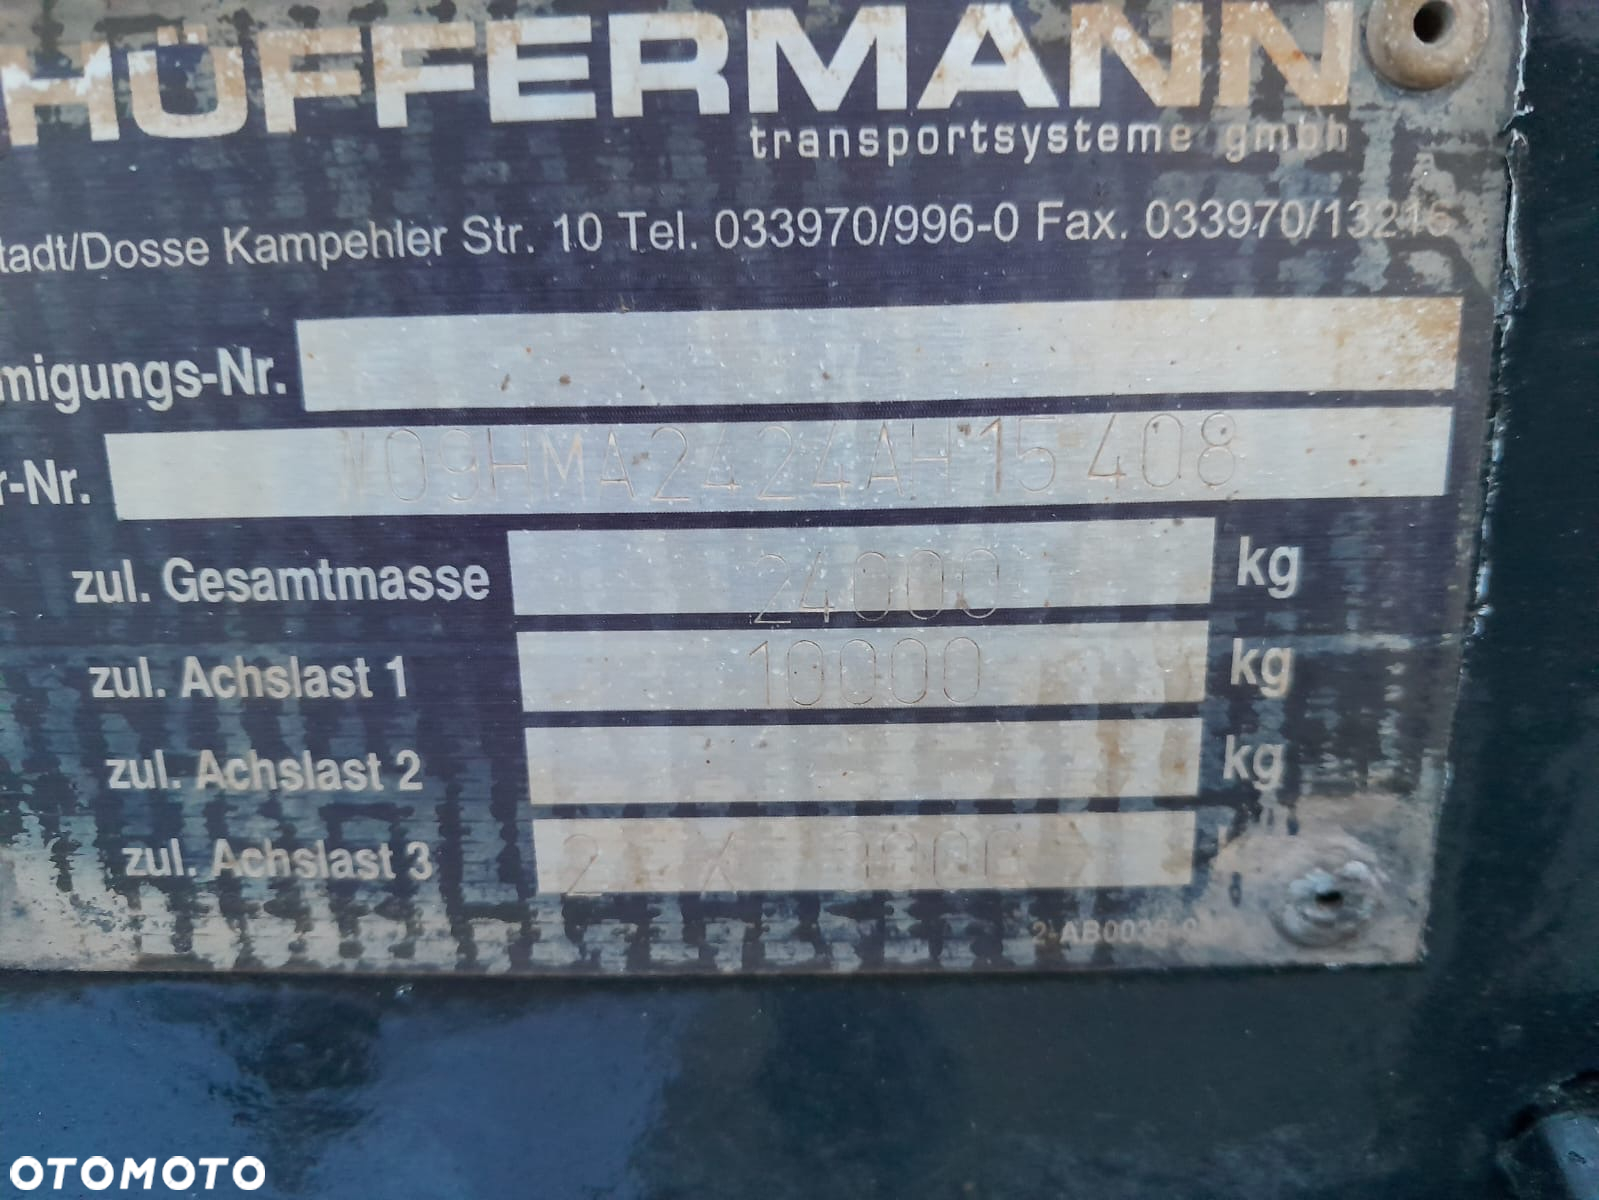 HÜFFERMANN
transportsysteme gmbh
tadt/Dosse Kampehler Str. 10 Tel. 033970/996-0 Fax. 033970/13216
migungs-Nr.
r-Nr. W09HMA2424AH15408
zul. Gesamtmasse 24000 kg
zul. Achslast 1 10000 kg
zul. Achslast 2 kg
zul. Achslast 3 2 X
OTOMOTO